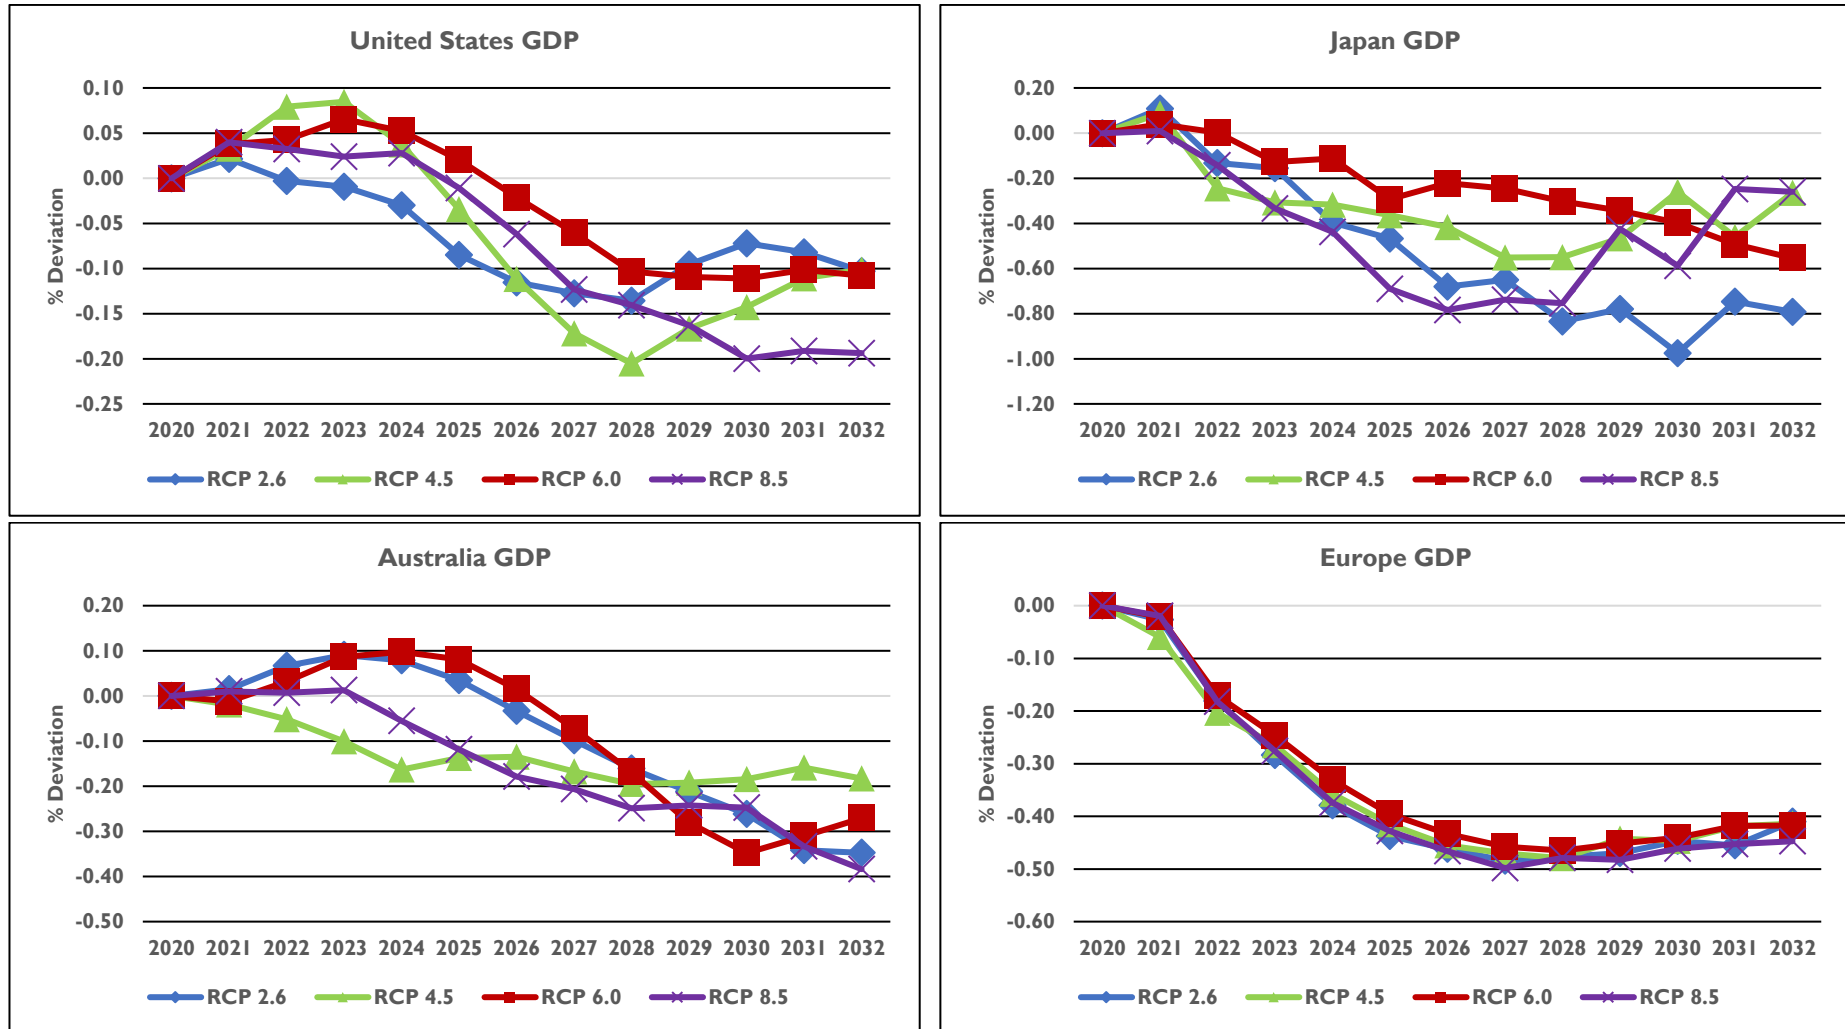 United States GDP
% Deviation
0.10
0.05
0.00
-0.05
-0.10
-0.15
-0.20
-0.25
2020 2021 2022 2023 2024 2025 2026 2027 2028 2029 2030 2031 2032
RCP 2.6 RCP 4.5 RCP 6.0 RCP 8.5
Japan GDP
% Deviation
0.20
0.00
-0.20
-0.40
-0.60
-0.80
-1.00
-1.20
2020 2021 2022 2023 2024 2025 2026 2027 2028 2029 2030 2031 2032
RCP 2.6 RCP 4.5 RCP 6.0 RCP 8.5
Australia GDP
% Deviation
0.20
0.10
0.00
-0.10
-0.20
-0.30
-0.40
-0.50
2020 2021 2022 2023 2024 2025 2026 2027 2028 2029 2030 2031 2032
RCP 2.6 RCP 4.5 RCP 6.0 RCP 8.5
Europe GDP
% Deviation
0.00
-0.10
-0.20
-0.30
-0.40
-0.50
-0.60
2020 2021 2022 2023 2024 2025 2026 2027 2028 2029 2030 2031 2032
RCP 2.6 RCP 4.5 RCP 6.0 RCP 8.5